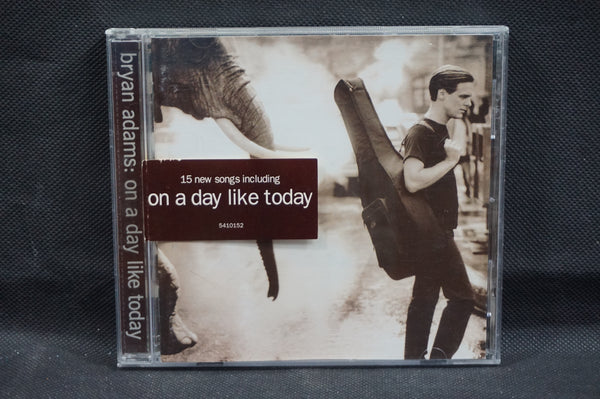 bryan adams: on a day like today
15 new songs including
on a day like today
5410152